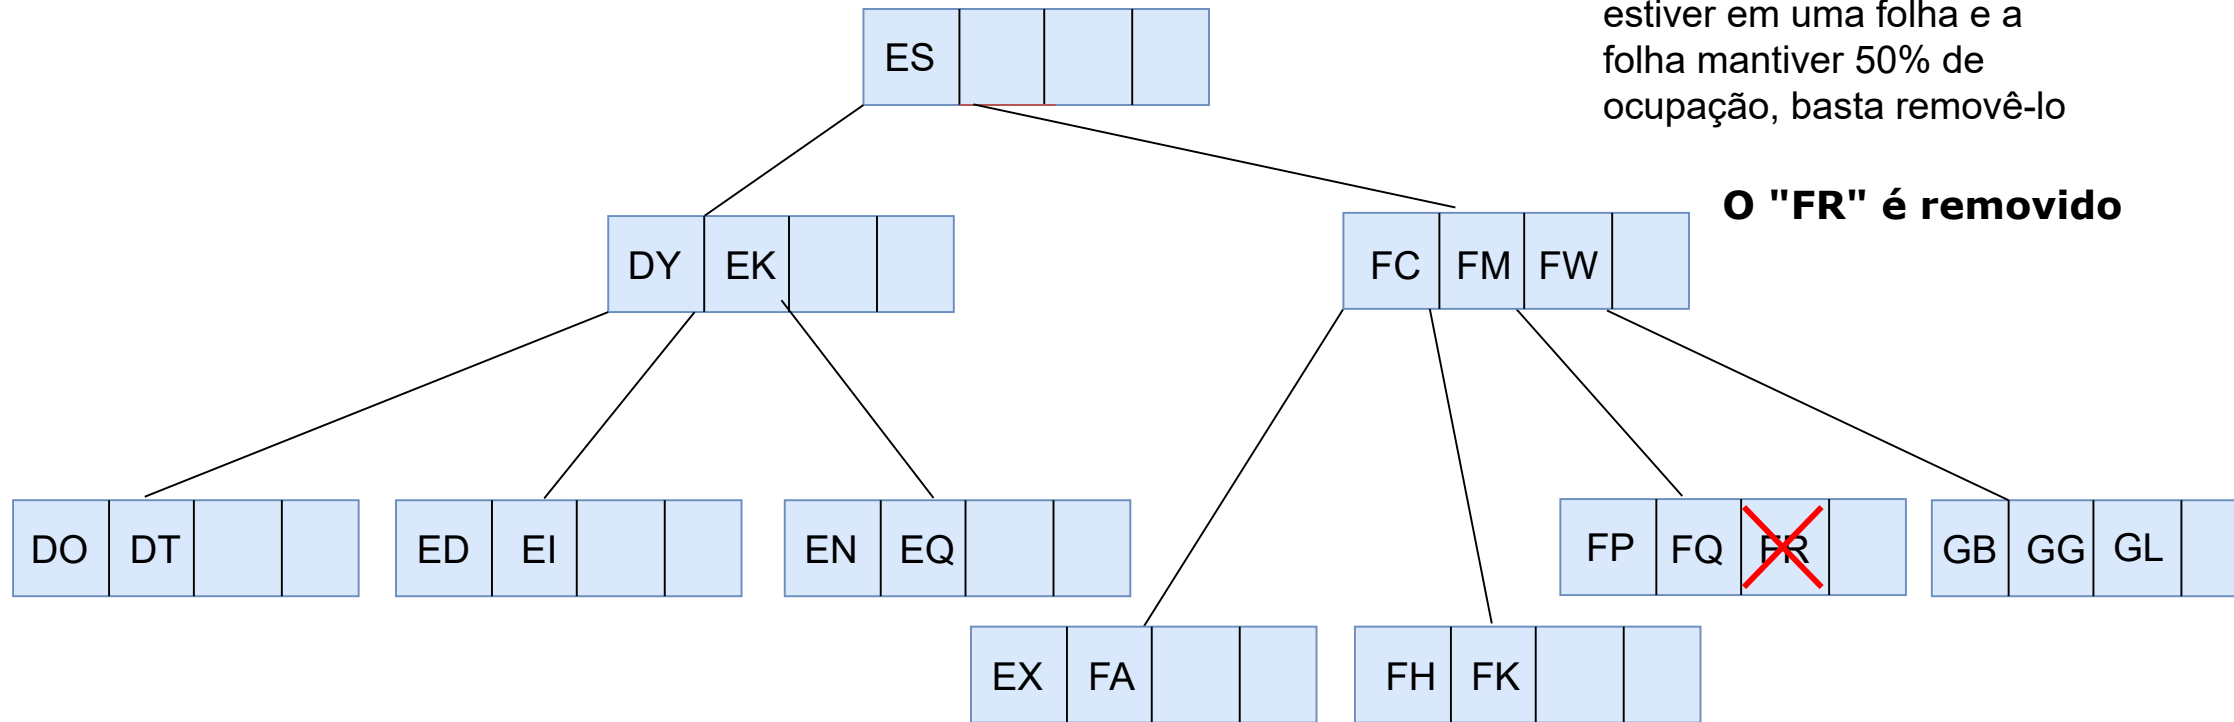 ES
estiver em uma folha e a
folha mantiver 50% de
ocupação, basta removê-lo
O "FR" é removido
DY EK
FC FM FW
DO DT
ED EI
EN EQ
FP FQ FR
GB GG GL
EX FA
FH FK